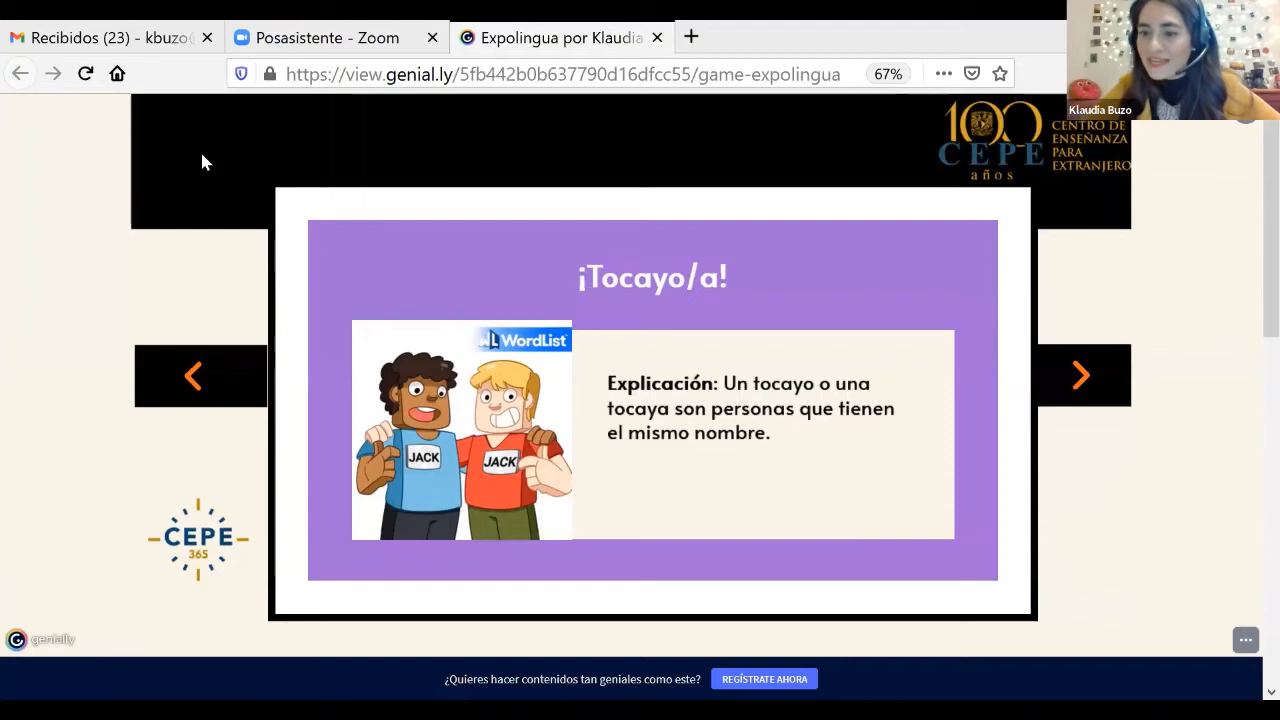 Recibidos (23) - kbuzo@
Posasistente - Zoom
Expolingua por Klaudia
https://view.genial.ly/5fb442b0b637790d16dfcc55/game-expolingua
67%
Klaudia Buzo
100
CEPE
años
CENTRO DE
ENSEÑANZA
PARA
EXTRANJERO
¡Tocayo/a!
WL WordList
JACK
JACK
Explicación: Un tocayo o una
tocaya son personas que tienen
el mismo nombre.
CEPE
365
genially
¿Quieres hacer contenidos tan geniales como este?
REGÍSTRATE AHORA